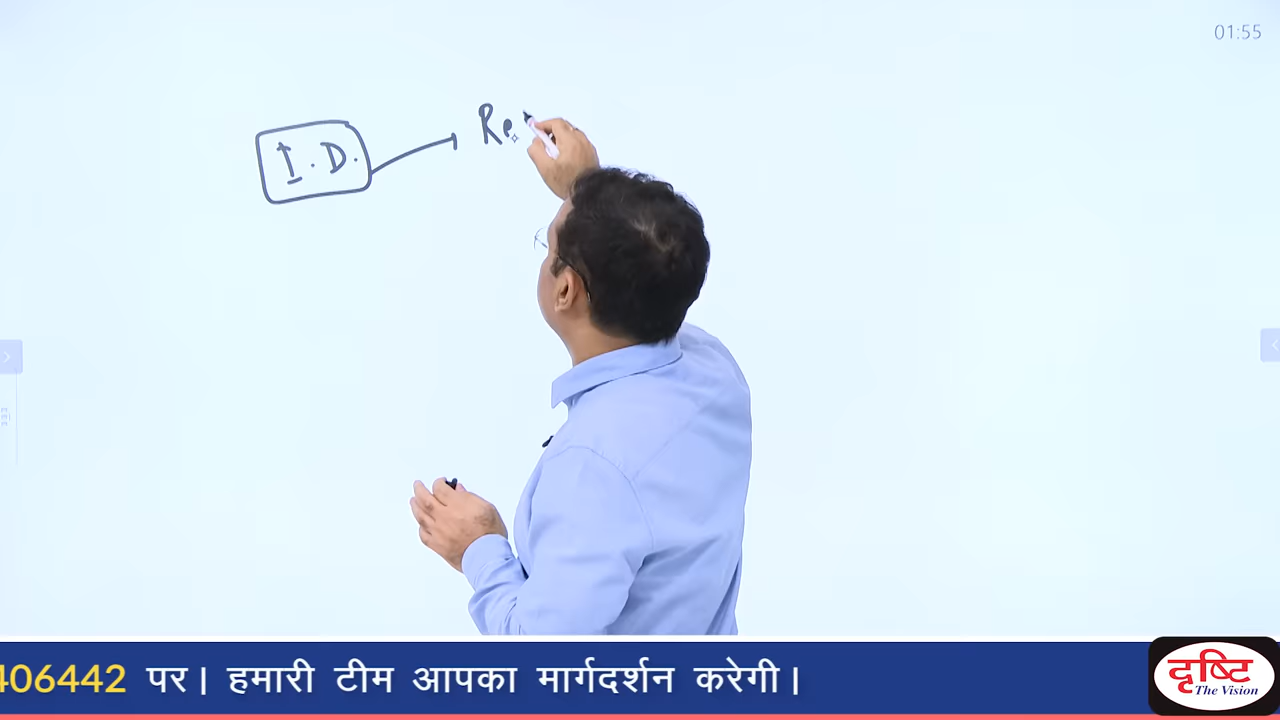 01:55
I.D. Re
406442 पर। हमारी टीम आपका मार्गदर्शन करेगी।
दृष्टि
The Vision